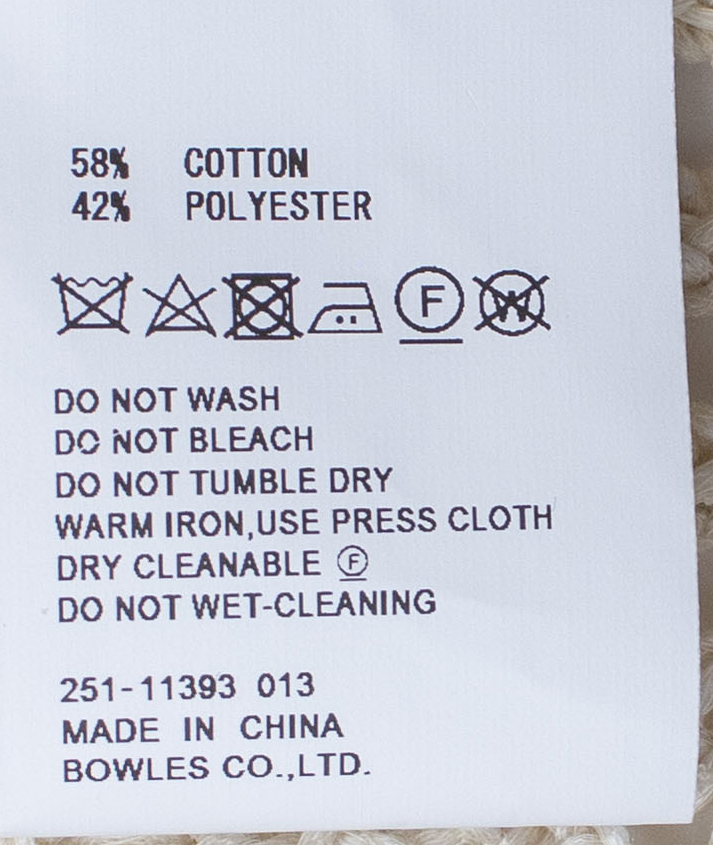 58% COTTON
42% POLYESTER
F W
DO NOT WASH
DO NOT BLEACH
DO NOT TUMBLE DRY
WARM IRON,USE PRESS CLOTH
DRY CLEANABLE F
DO NOT WET-CLEANING
251-11393 013
MADE IN CHINA
BOWLES CO.,LTD.